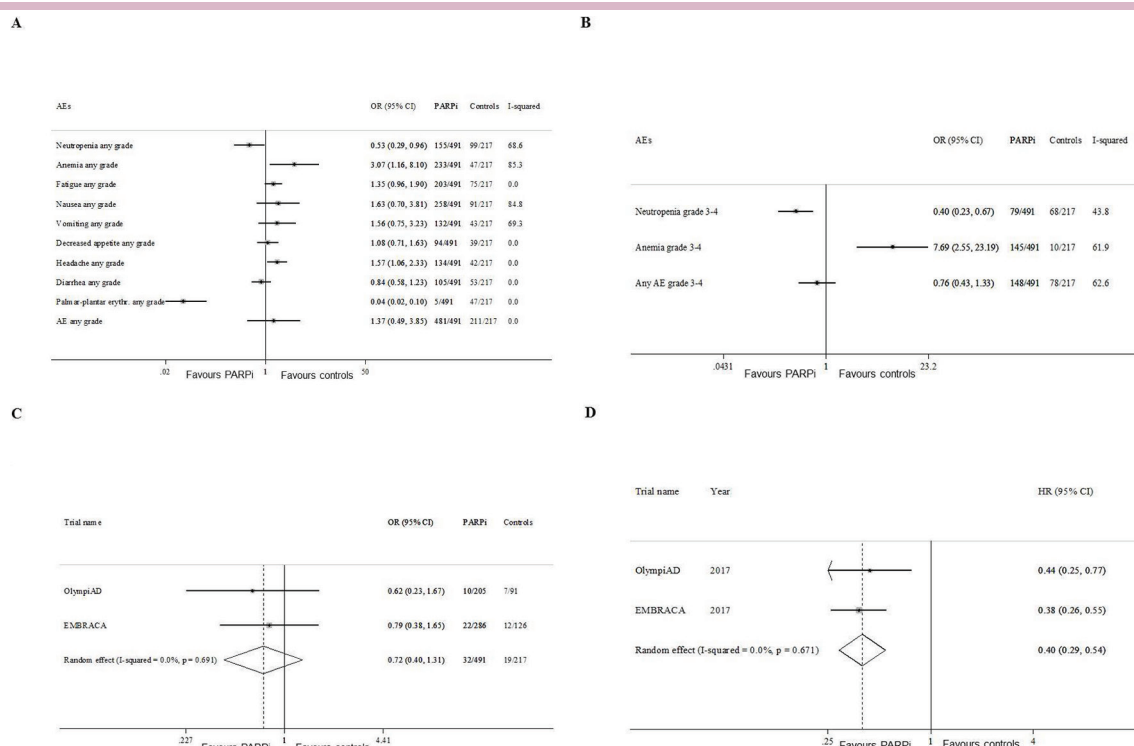 A
AEs OR (95% CI) PARPi Controls I-squared
Neutropenia any grade 0.53 (0.29, 0.96) 155/491 99/217 68.6
Anemia any grade 3.07 (1.16, 8.10) 233/491 47/217 85.3
Fatigue any grade 1.35 (0.96, 1.90) 203/491 75/217 0.0
Nausea any grade 1.63 (0.70, 3.81) 258/491 91/217 84.8
Vomiting any grade 1.56 (0.75, 3.23) 132/491 43/217 69.3
Decreased appetite any grade 1.08 (0.71, 1.63) 94/491 39/217 0.0
Headache any grade 1.57 (1.06, 2.33) 134/491 42/217 0.0
Diarrhea any grade 0.84 (0.58, 1.23) 105/491 53/217 0.0
Palmar-plantar erythr. any grade 0.04 (0.02, 0.10) 5/491 47/217 0.0
AE any grade 1.37 (0.49, 3.85) 481/491 211/217 0.0
.02 1 50
Favours PARPi Favours controls
B
AEs OR (95% CI) PARPi Controls I-squared
Neutropenia grade 3-4 0.40 (0.23, 0.67) 79/491 68/217 43.8
Anemia grade 3-4 7.69 (2.55, 23.19) 145/491 10/217 61.9
Any AE grade 3-4 0.76 (0.43, 1.33) 148/491 78/217 62.6
.0431 1 23.2
Favours PARPi Favours controls
C
Trial name OR (95% CI) PARPi Controls
OlympiAD 0.62 (0.23, 1.67) 10/205 7/91
EMBRACA 0.79 (0.38, 1.65) 22/286 12/126
Random effect (I-squared = 0.0%, p = 0.691) 0.72 (0.40, 1.31) 32/491 19/217
.227 1 4.41
Favours PARPi Favours controls
D
Trial name Year HR (95% CI)
OlympiAD 2017 0.44 (0.25, 0.77)
EMBRACA 2017 0.38 (0.26, 0.55)
Random effect (I-squared = 0.0%, p = 0.671) 0.40 (0.29, 0.54)
.25 1 4
Favours PARPi Favours controls